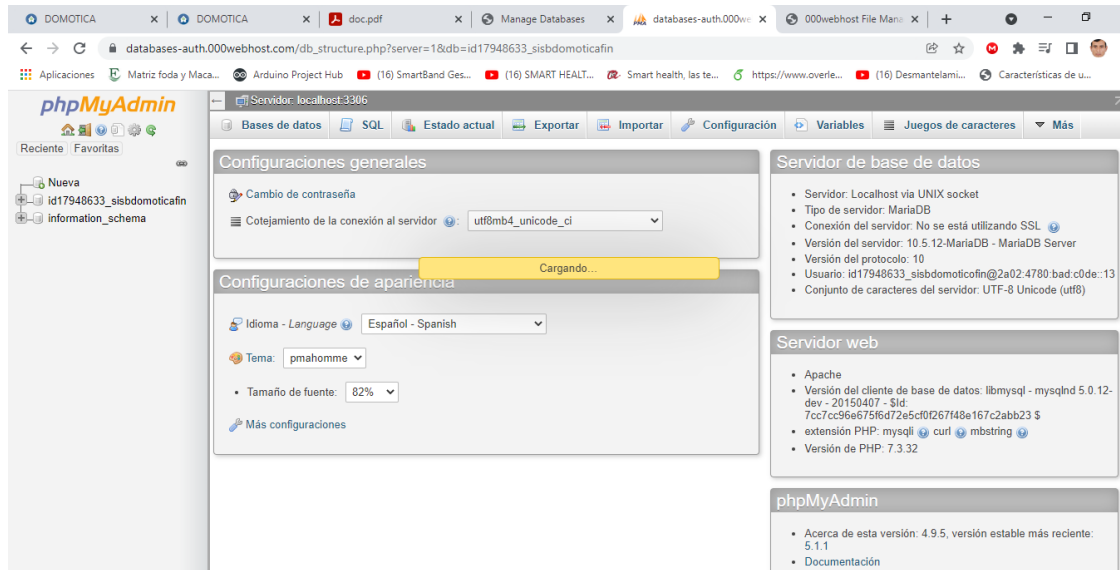 DOMOTICA
DOMOTICA
doc.pdf
Manage Databases
databases-auth.000we
000webhost File Mana
databases-auth.000webhost.com/db_structure.php?server=1&db=id17948633_sisbdomoticafin
Aplicaciones
Matriz foda y Maca...
Arduino Project Hub
(16) SmartBand Ges...
(16) SMART HEALT...
Smart health, las te...
https://www.overle...
(16) Desmantelami...
Características de u...
phpMyAdmin
Reciente Favoritas
Nueva
id17948633_sisbdomoticafin
information_schema
Servidor: localhost:3306
Bases de datos
SQL
Estado actual
Exportar
Importar
Configuración
Variables
Juegos de caracteres
Más
Configuraciones generales
Cambio de contraseña
Cotejamiento de la conexión al servidor : utf8mb4_unicode_ci
Cargando...
Configuraciones de apariencia
Idioma - Language Español - Spanish
Tema: pmahomme
• Tamaño de fuente: 82%
Más configuraciones
Servidor de base de datos
• Servidor: Localhost via UNIX socket
• Tipo de servidor: MariaDB
• Conexión del servidor: No se está utilizando SSL
• Versión del servidor: 10.5.12-MariaDB - MariaDB Server
• Versión del protocolo: 10
• Usuario: id17948633_sisbdomoticofin@2a02:4780:bad:c0de::13
• Conjunto de caracteres del servidor: UTF-8 Unicode (utf8)
Servidor web
• Apache
• Versión del cliente de base de datos: libmysql - mysqlnd 5.0.12-
dev - 20150407 - $Id:
7cc7cc96e675f6d72e5cf0f267f48e167c2abb23 $
• extensión PHP: mysqli curl mbstring
• Versión de PHP: 7.3.32
phpMyAdmin
• Acerca de esta versión: 4.9.5, versión estable más reciente:
5.1.1
• Documentación